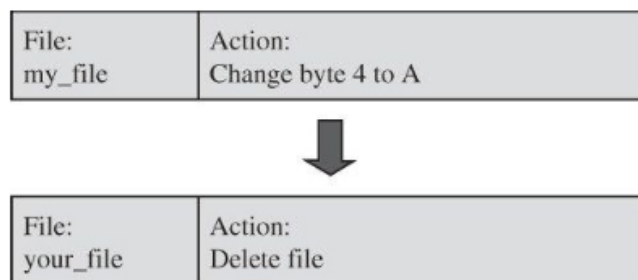 File:
my_file
Action:
Change byte 4 to A
File:
your_file
Action:
Delete file